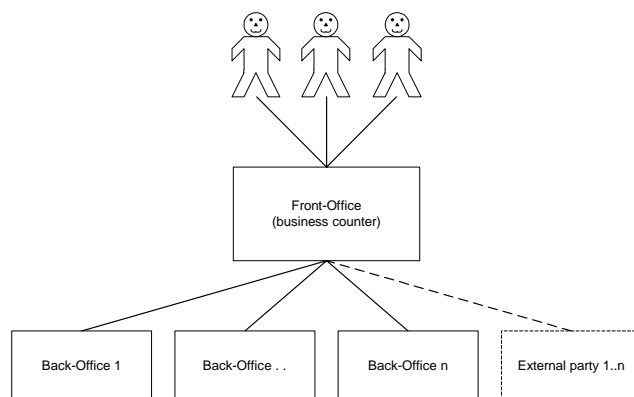 Front-Office
(business counter)
Back-Office 1
Back-Office . .
Back-Office n
External party 1..n